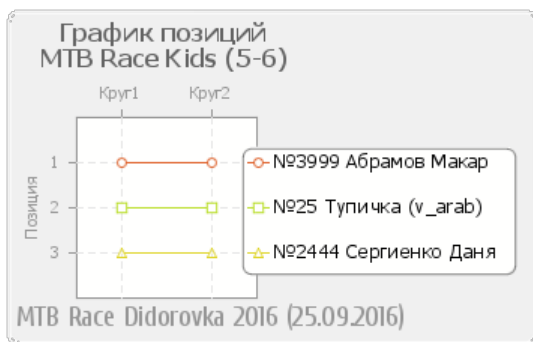 График позиций
MTB Race Kids (5-6)
Круг1 Круг2
Позиция
1
2
3
№3999 Абрамов Макар
№25 Тупичка (v_arab)
№2444 Сергиенко Даня
MTB Race Didorovka 2016 (25.09.2016)